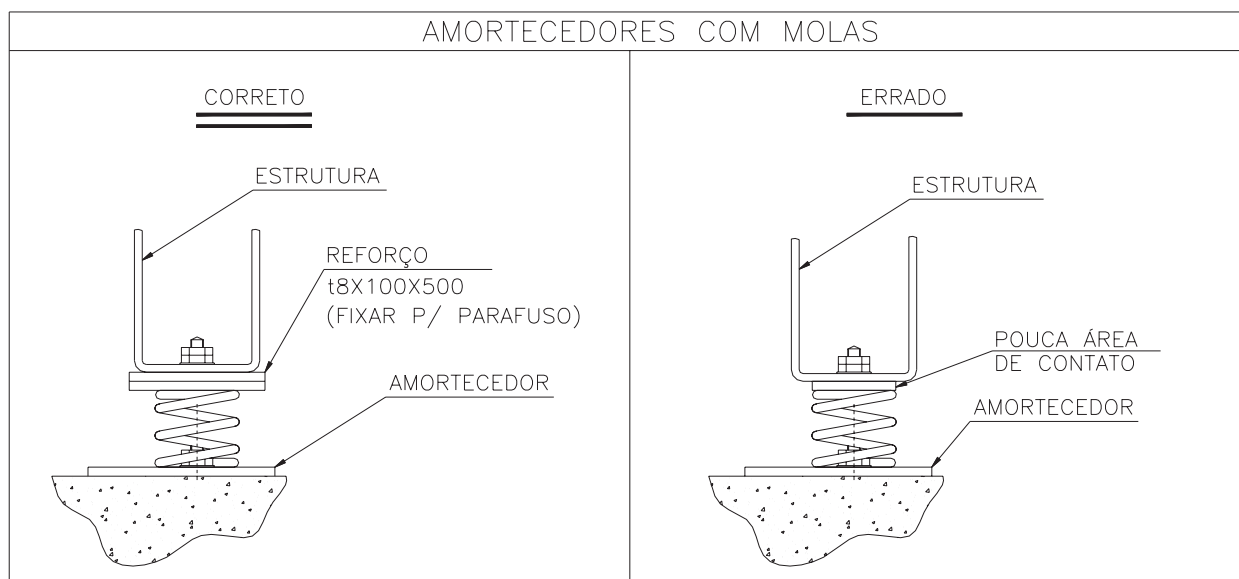 AMORTECEDORES COM MOLAS
CORRETO
ESTRUTURA
REFORÇO
t8X100X500
(FIXAR P/ PARAFUSO)
AMORTECEDOR
ERRADO
ESTRUTURA
POUCA ÁREA
DE CONTATO
AMORTECEDOR